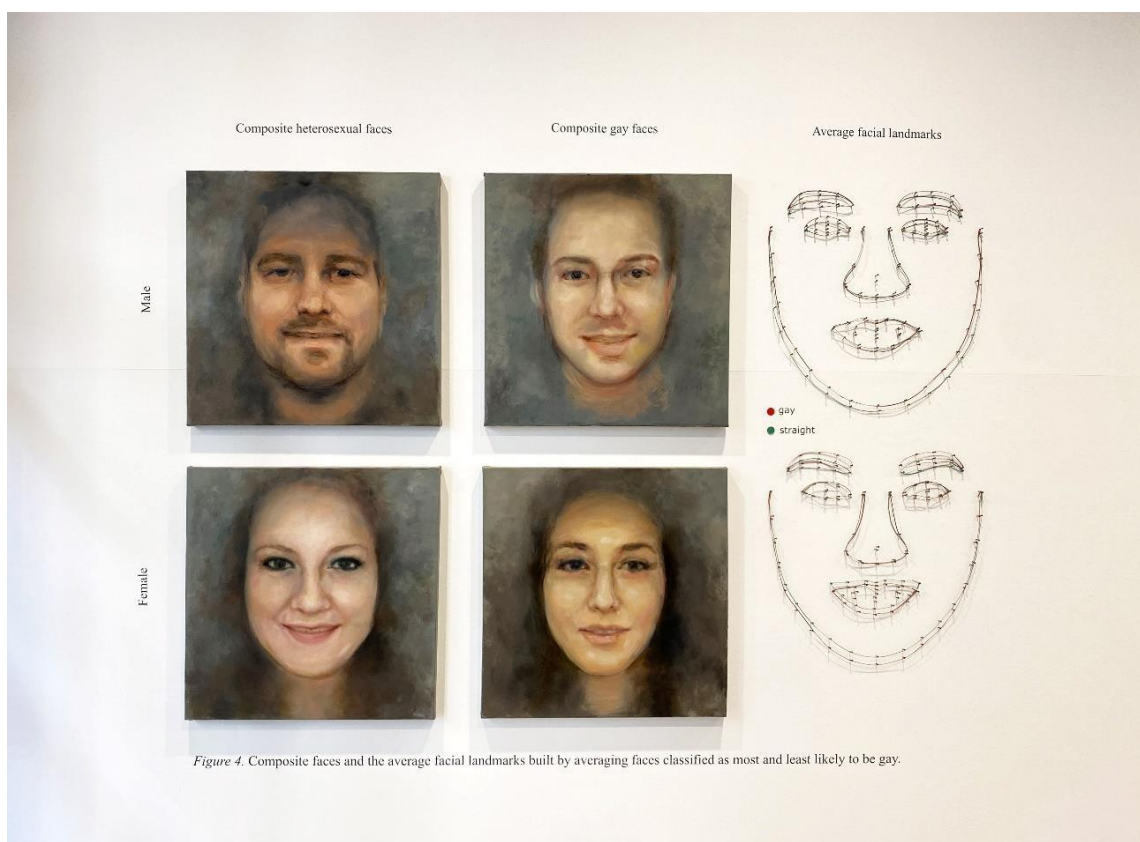 Composite heterosexual faces
Composite gay faces
Average facial landmarks
Male
gay
straight
Female
Figure 4. Composite faces and the average facial landmarks built by averaging faces classified as most and least likely to be gay.